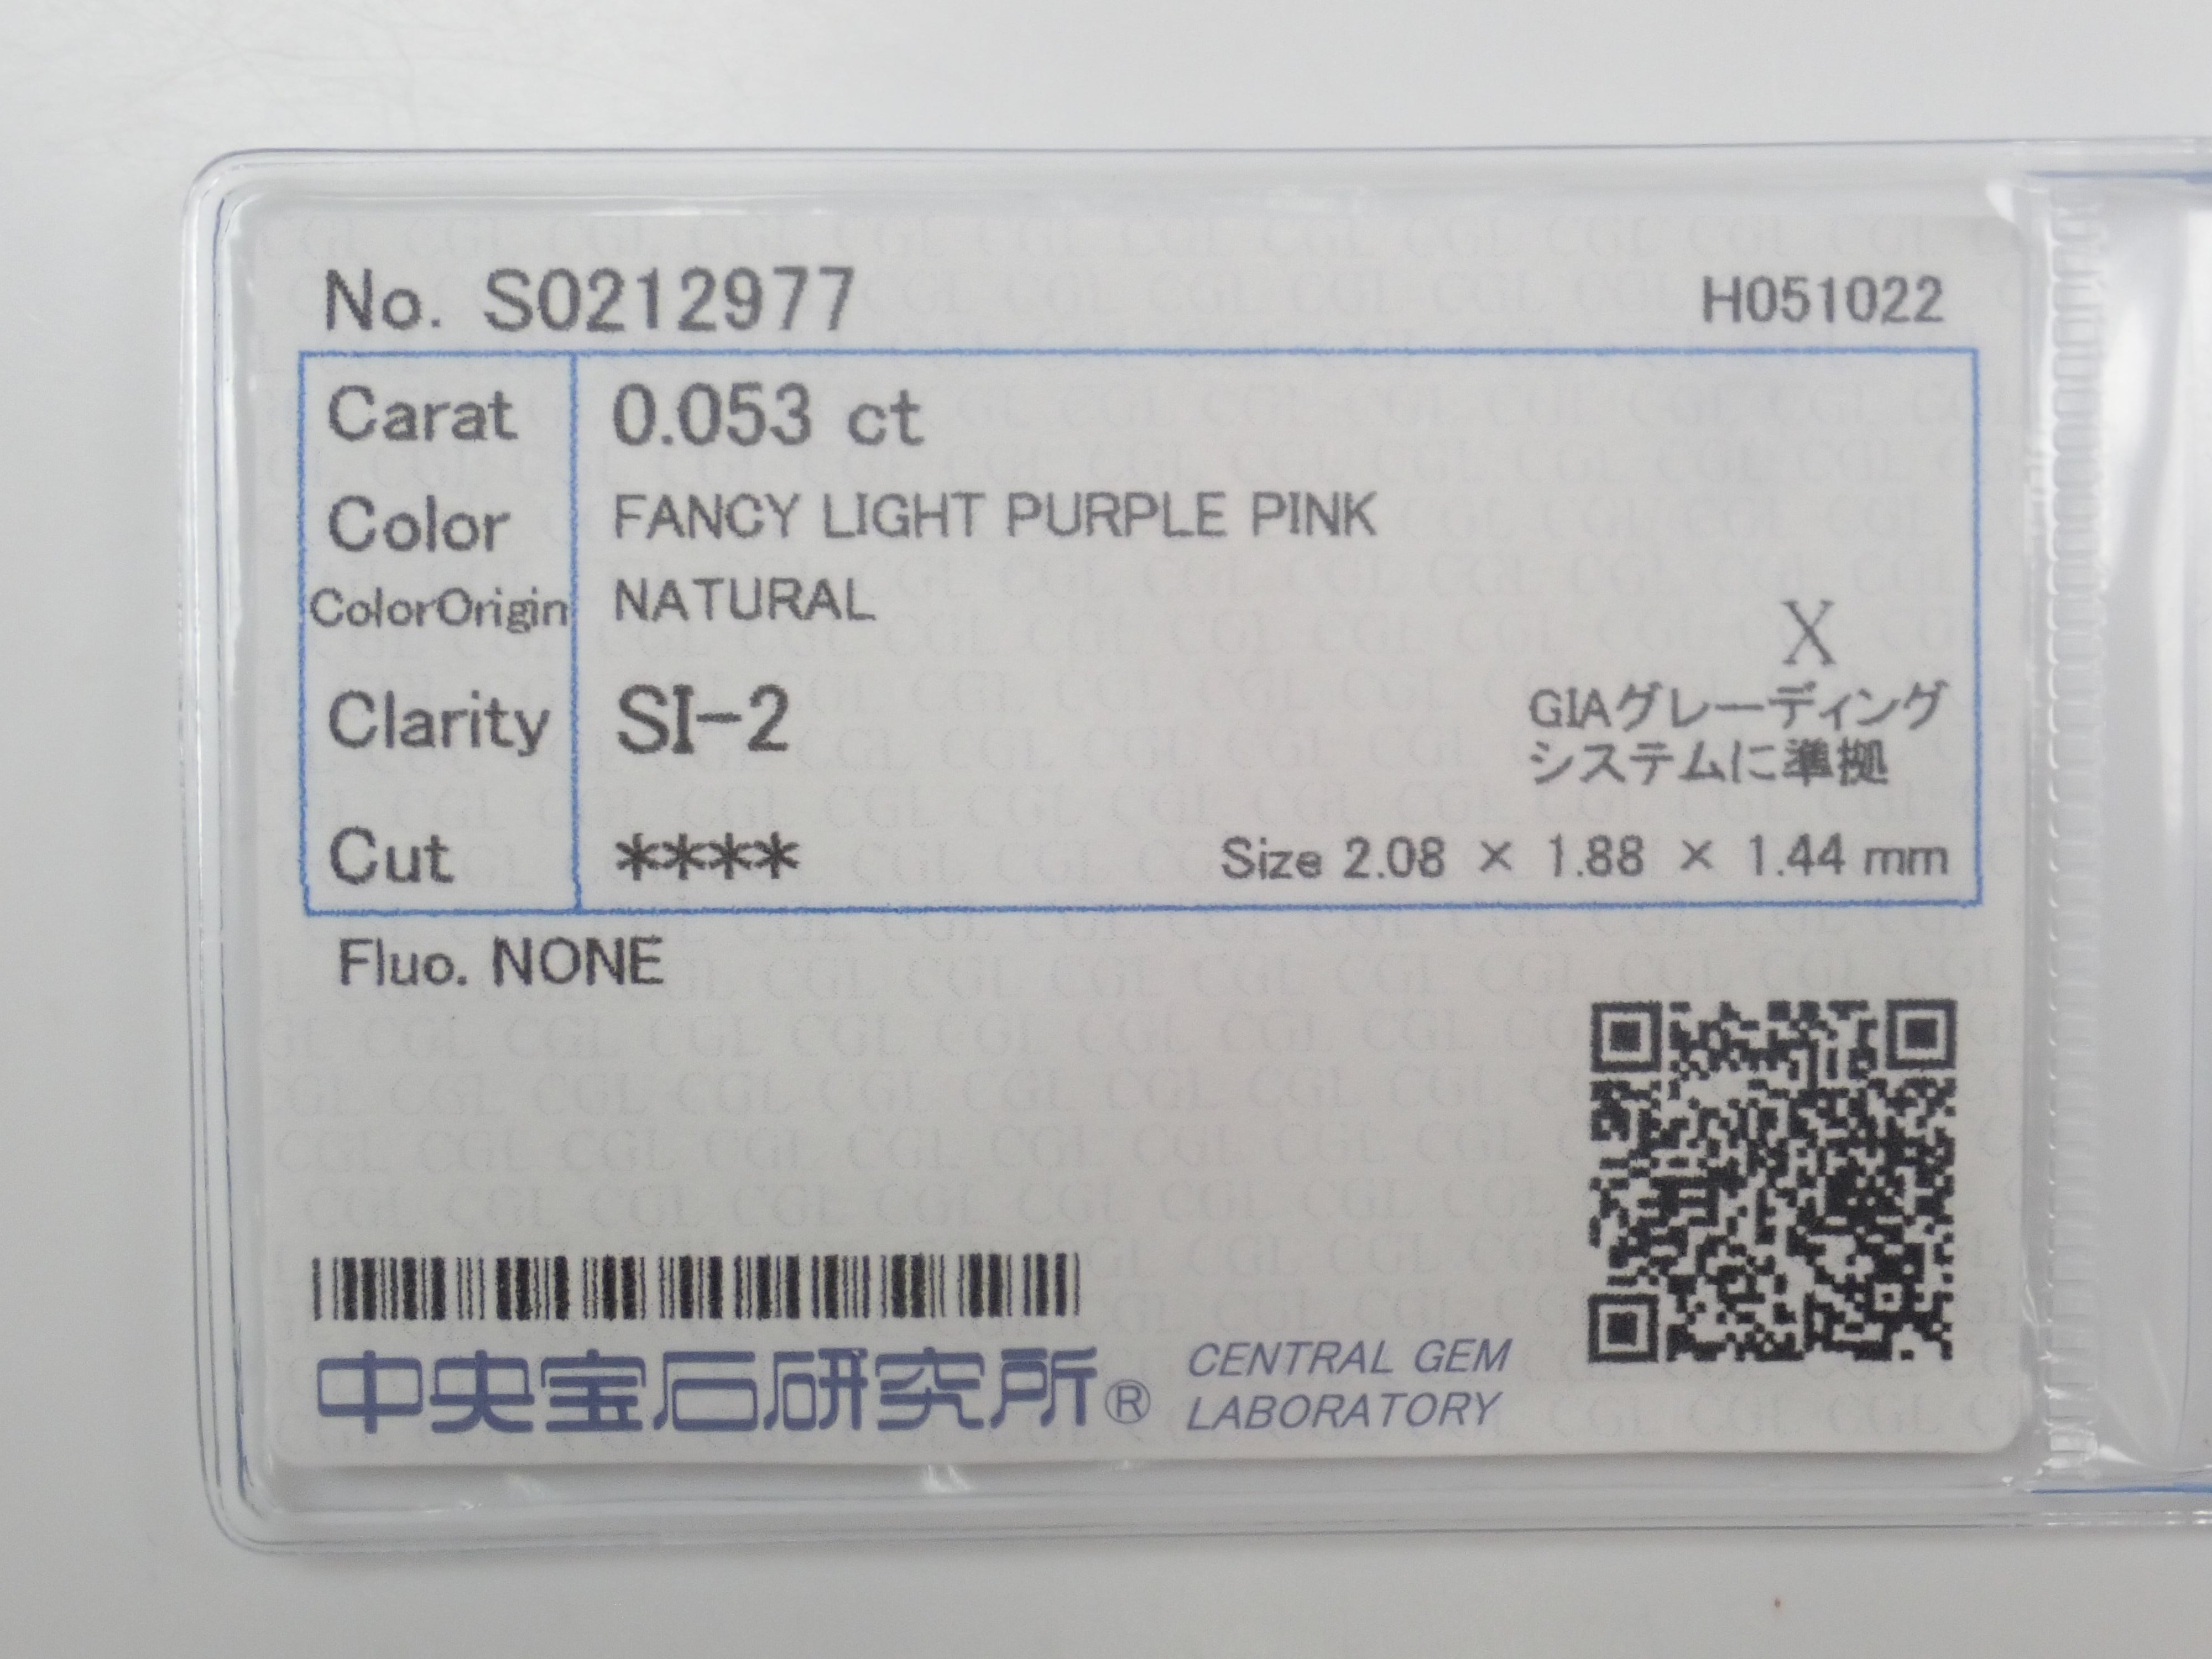 No. S0212977 H051022
Carat 0.053 ct
Color FANCY LIGHT PURPLE PINK
ColorOrigin NATURAL
X
Clarity SI-2
GIAグレーディング
システムに準拠
Cut **** Size 2.08 × 1.88 × 1.44 mm
Fluo. NONE
中央宝石研究所®
CENTRAL GEM
LABORATORY